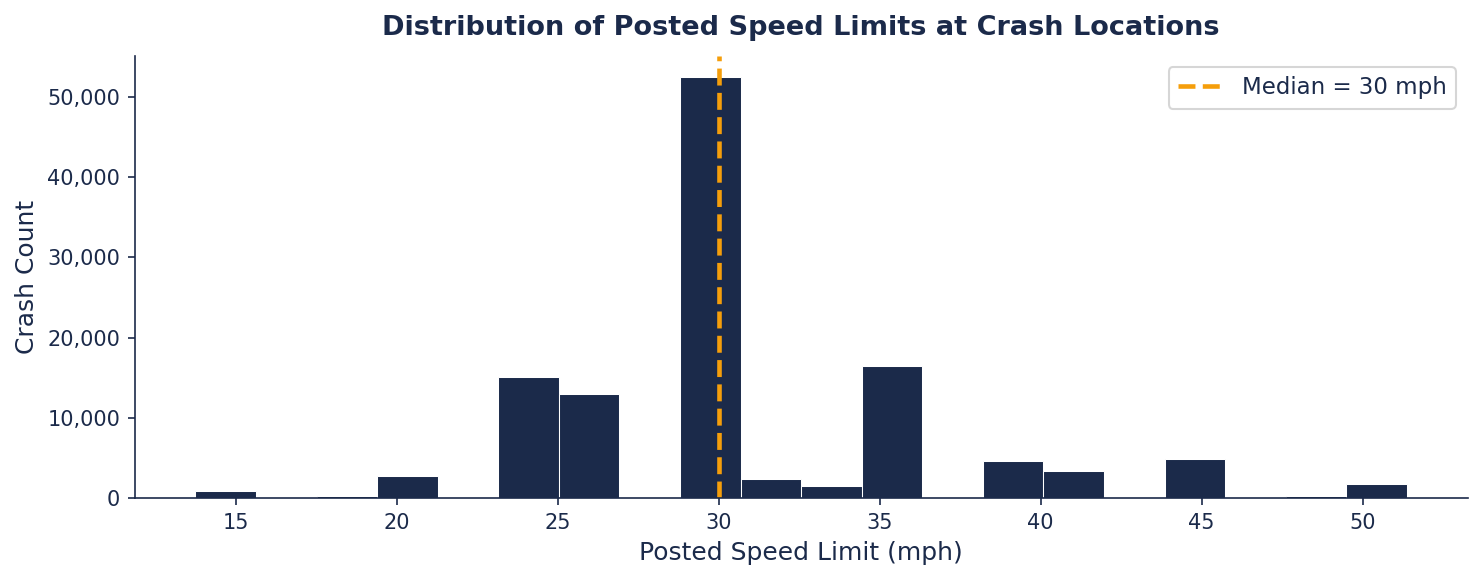 Distribution of Posted Speed Limits at Crash Locations
Median = 30 mph
Crash Count
50,000
40,000
30,000
20,000
10,000
0
15 20 25 30 35 40 45 50
Posted Speed Limit (mph)